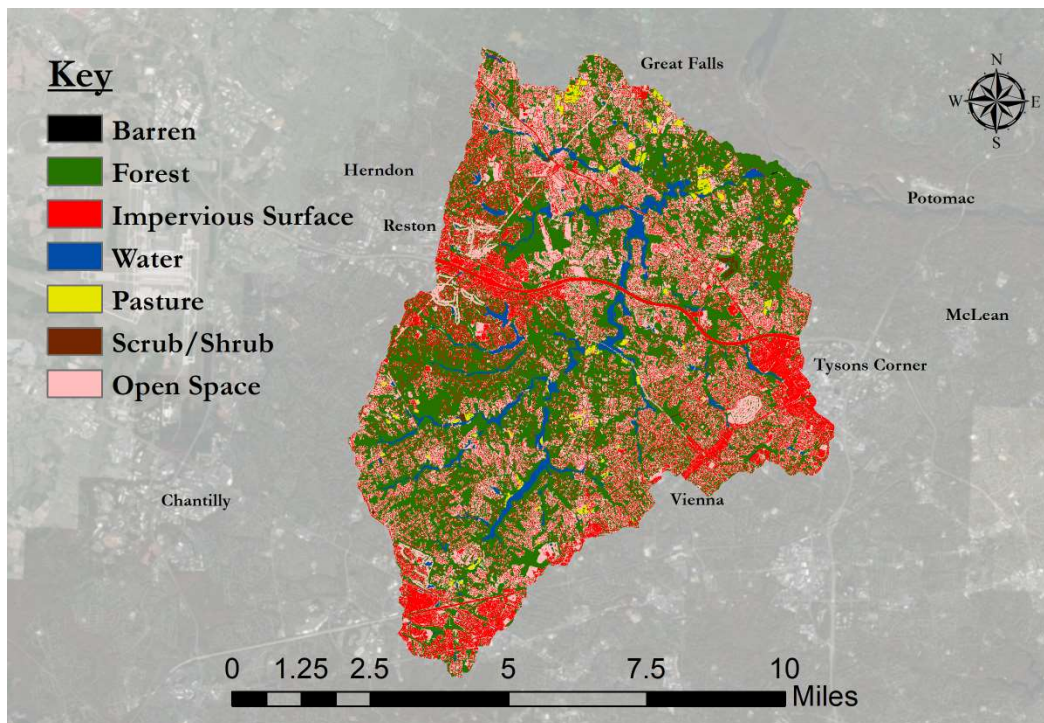 Key
Barren
Forest
Impervious Surface
Water
Pasture
Scrub/Shrub
Open Space
Great Falls
N
W E
S
Herndon
Potomac
Reston
McLean
Tysons Corner
Chantilly
Vienna
0 1.25 2.5 5 7.5 10
Miles